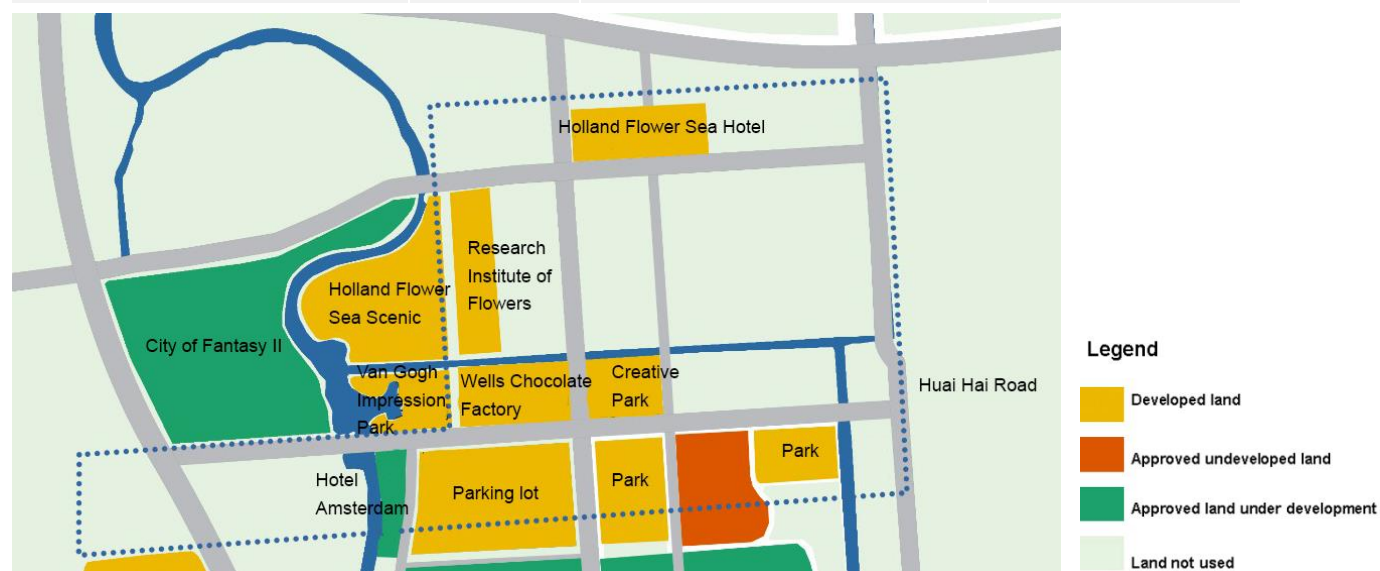 Holland Flower Sea Hotel
Research
Institute of
Flowers
Holland Flower
Sea Scenic
City of Fantasy II
Van Gogh
Impression
Park
Wells Chocolate
Factory
Creative
Park
Huai Hai Road
Hotel
Amsterdam
Parking lot
Park
Park
Legend
Developed land
Approved undeveloped land
Approved land under development
Land not used